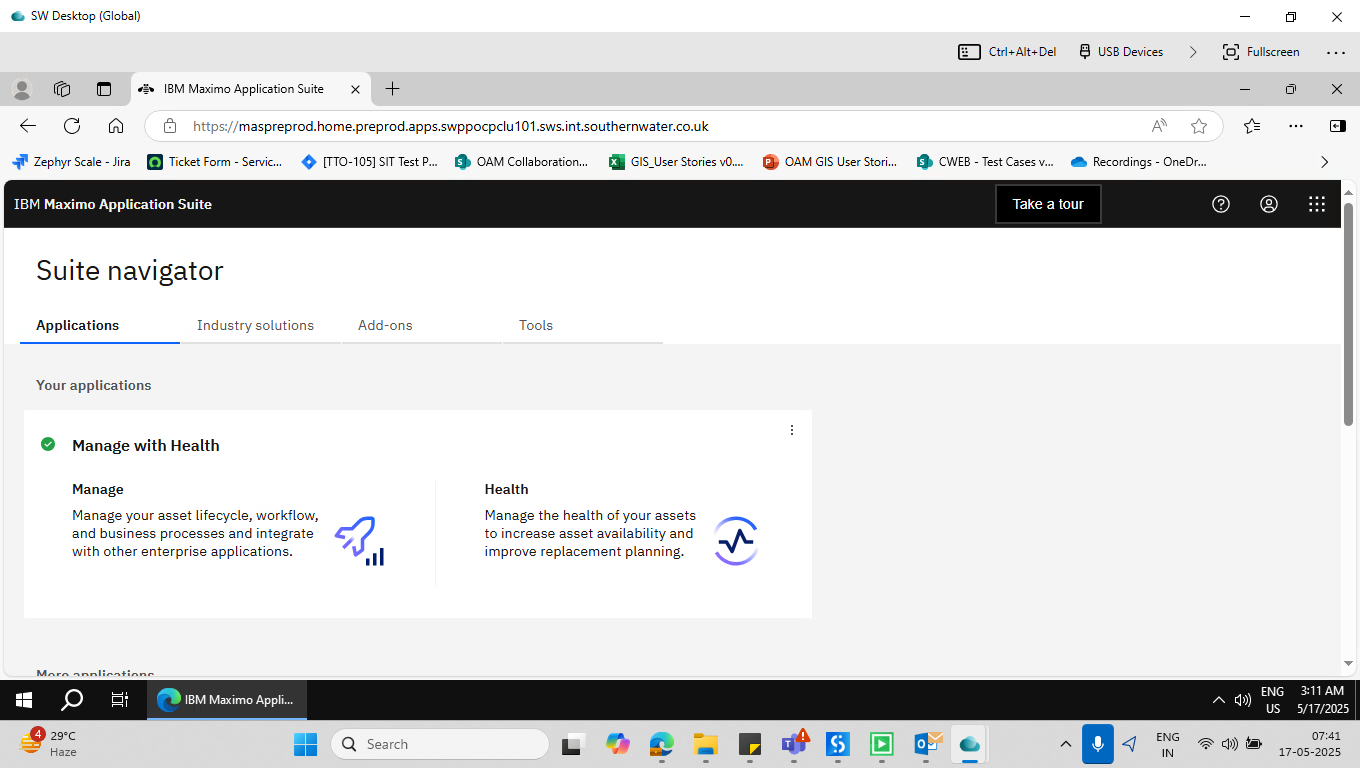 SW Desktop (Global)
Ctrl+Alt+Del USB Devices Fullscreen
IBM Maximo Application Suite
https://maspreprod.home.preprod.apps.swppocpclu101.sws.int.southernwater.co.uk
Zephyr Scale - Jira Ticket Form - Servic... [TTO-105] SIT Test P... OAM Collaboration... GIS_User Stories v0.... OAM GIS User Stori... CWEB - Test Cases v... Recordings - OneDr...
IBM Maximo Application Suite Take a tour
Suite navigator
Applications Industry solutions Add-ons Tools
Your applications
Manage with Health
Manage
Manage your asset lifecycle, workflow,
and business processes and integrate
with other enterprise applications.
Health
Manage the health of your assets
to increase asset availability and
improve replacement planning.
More applications
IBM Maximo Appli...
ENG
US
3:11 AM
5/17/2025
4
29°C
Haze
Search
ENG
IN
07:41
17-05-2025